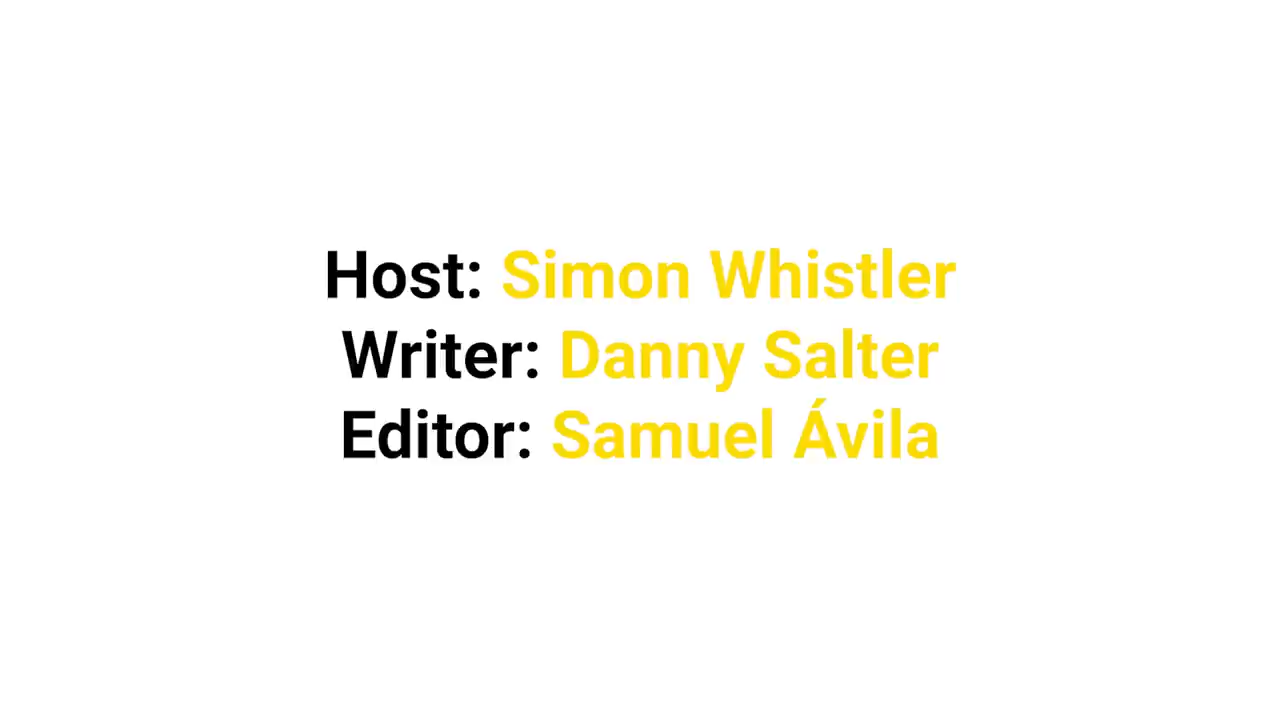 Host: Simon Whistler
Writer: Danny Salter
Editor: Samuel Ávila